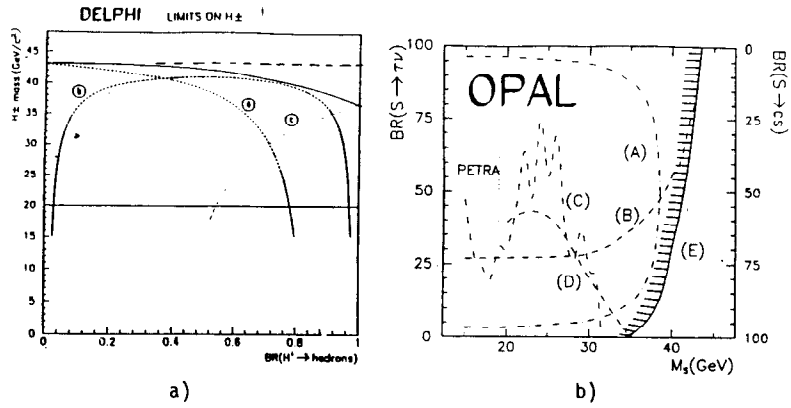 DELPHI LIMITS ON H±
H± mass (GeV/c²)
45
40
35
30
25
20
15
10
5
0
0 0.2 0.4 0.6 0.8 1
BR(H⁺ → hadrons)
a)
OPAL
PETRA
(A)
(B)
(C)
(D)
(E)
BR(S→τν)
100
75
50
25
0
BR(S→cs)
0
25
50
75
100
20 30 40
Mₛ(GeV)
b)